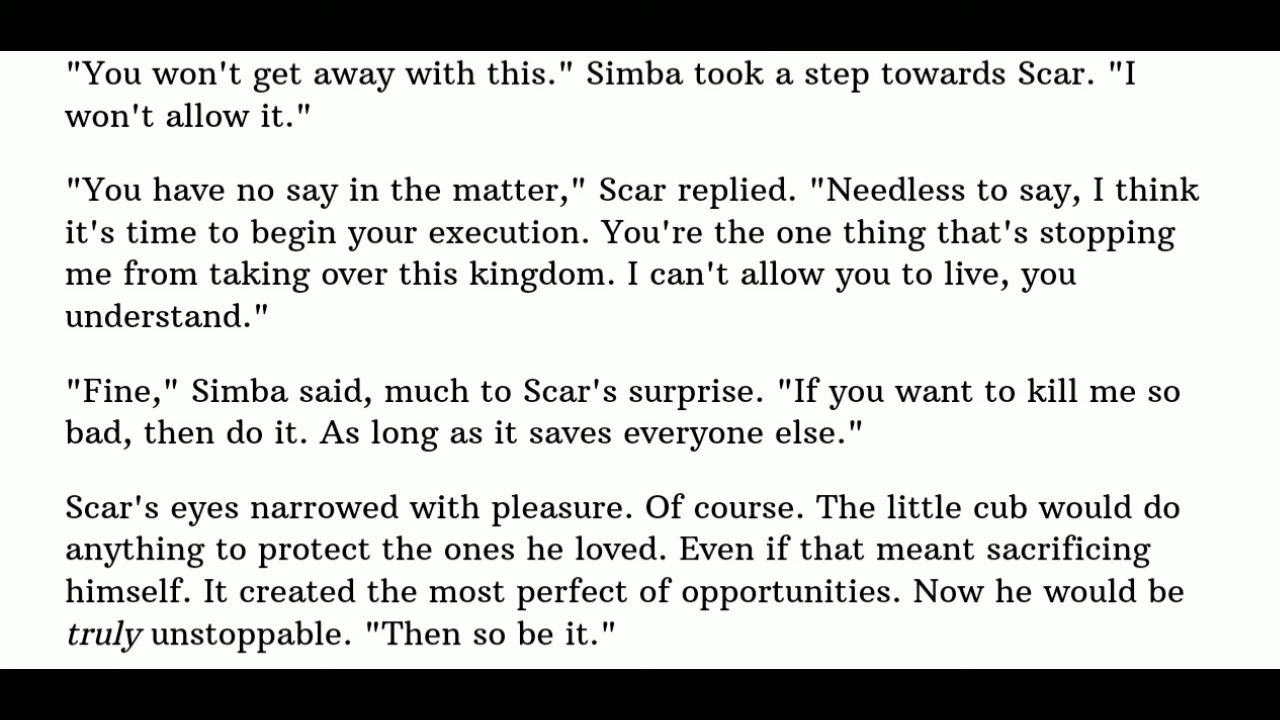 "You won't get away with this." Simba took a step towards Scar. "I
won't allow it."
"You have no say in the matter," Scar replied. "Needless to say, I think
it's time to begin your execution. You're the one thing that's stopping
me from taking over this kingdom. I can't allow you to live, you
understand."
"Fine," Simba said, much to Scar's surprise. "If you want to kill me so
bad, then do it. As long as it saves everyone else."
Scar's eyes narrowed with pleasure. Of course. The little cub would do
anything to protect the ones he loved. Even if that meant sacrificing
himself. It created the most perfect of opportunities. Now he would be
truly unstoppable. "Then so be it."